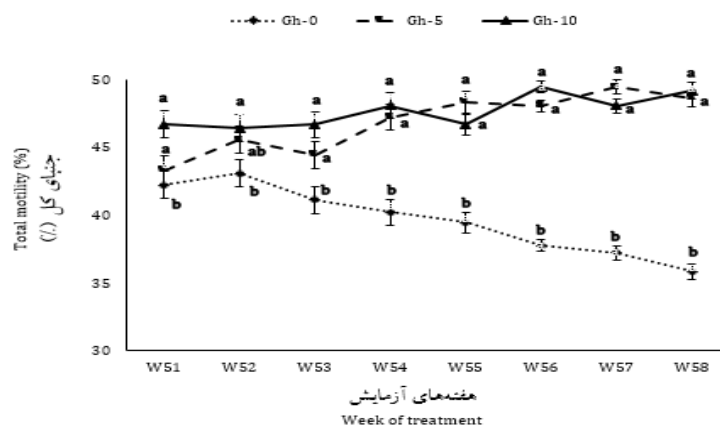 Gh-0 Gh-5 Gh-10
Total motility (%)
جنبای کل (٪)
50
45
40
35
30
a a a a a a a a
a ab a a a a a a
b b b b b b b b
W51 W52 W53 W54 W55 W56 W57 W58
هفته‌های آزمایش
Week of treatment